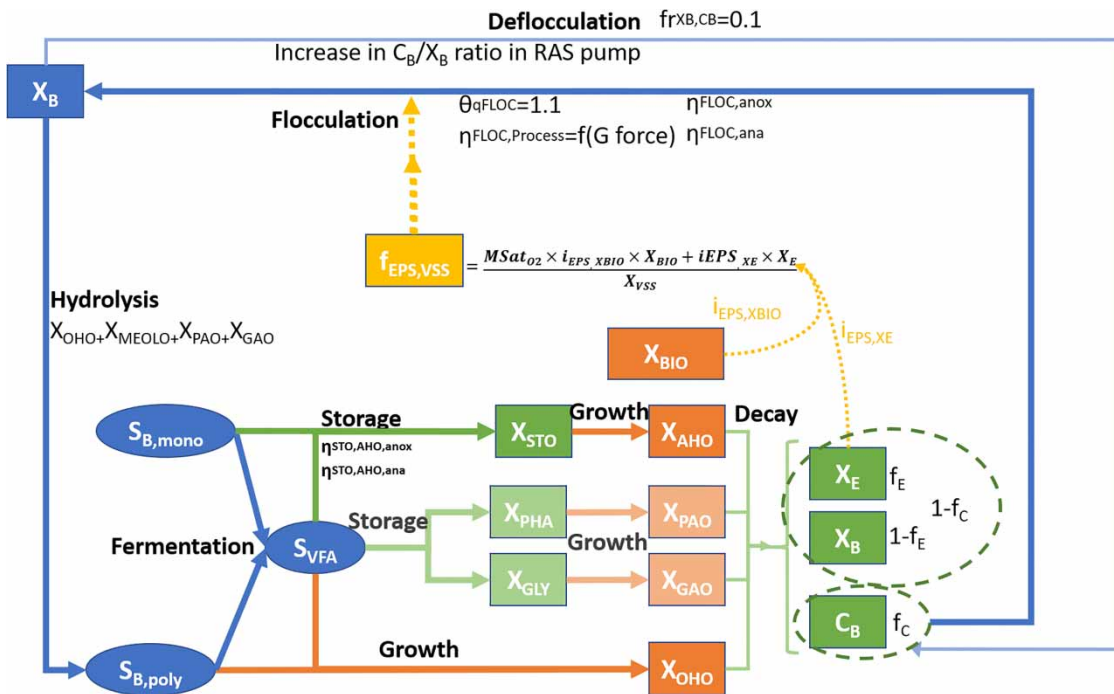 Deflocculation frXB,CB=0.1
Increase in CB/XB ratio in RAS pump
XB
θqFLOC=1.1 ηFLOC,anox
Flocculation
ηFLOC,Process=f(G force) ηFLOC,ana
fEPS,VSS = MSatO2 × iEPS,XBIO × XBIO + iEPS,XE × XE
XVSS
Hydrolysis
XOHO+XMEOLO+XPAO+XGAO
iEPS,XBIO
iEPS,XE
XBIO
Storage
Growth
Decay
SB,mono
XSTO
XAHO
ηSTO,AHO,anox
ηSTO,AHO,ana
XE fE
1-fC
Storage
XPHA
XPAO
XB 1-fE
Fermentation
SVFA
Growth
XGLY
XGAO
CB fC
Growth
SB,poly
XOHO